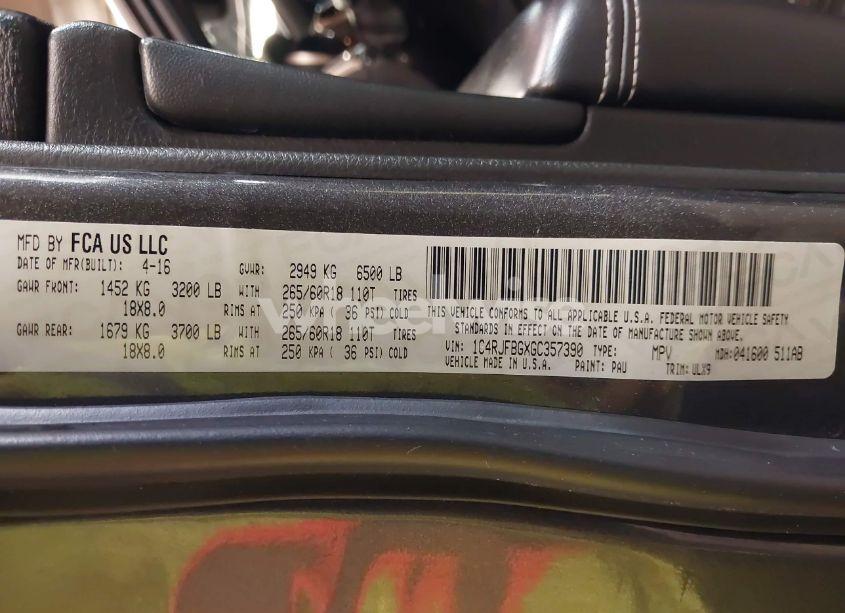 MFD BY FCA US LLC
DATE OF MFR(BUILT): 4-16 GVWR: 2949 KG 6500 LB
GAWR FRONT: 1452 KG 3200 LB WITH 265/60R18 110T TIRES
18X8.0 RIMS AT 250 KPA ( 36 PSI) COLD
GAWR REAR: 1679 KG 3700 LB WITH 265/60R18 110T TIRES
18X8.0 RIMS AT 250 KPA ( 36 PSI) COLD
THIS VEHICLE CONFORMS TO ALL APPLICABLE U.S.A. FEDERAL MOTOR VEHICLE SAFETY
STANDARDS IN EFFECT ON THE DATE OF MANUFACTURE SHOWN ABOVE.
VIN: 1C4RJFBGXGC357390 TYPE: MPV MDH:041600 511AB
VEHICLE MADE IN U.S.A. PAINT: PAU TRIM: ULX9